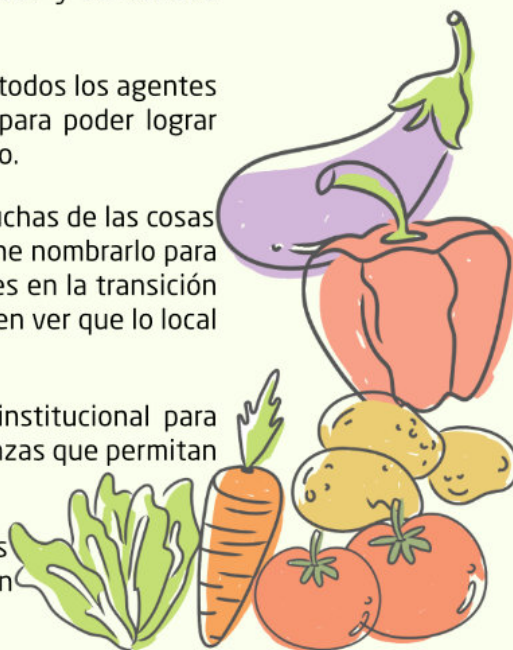 todos los agentes
para poder lograr
o.
uchas de las cosas
ne nombrarlo para
es en la transición
en ver que lo local
institucional para
nzas que permitan
s
n